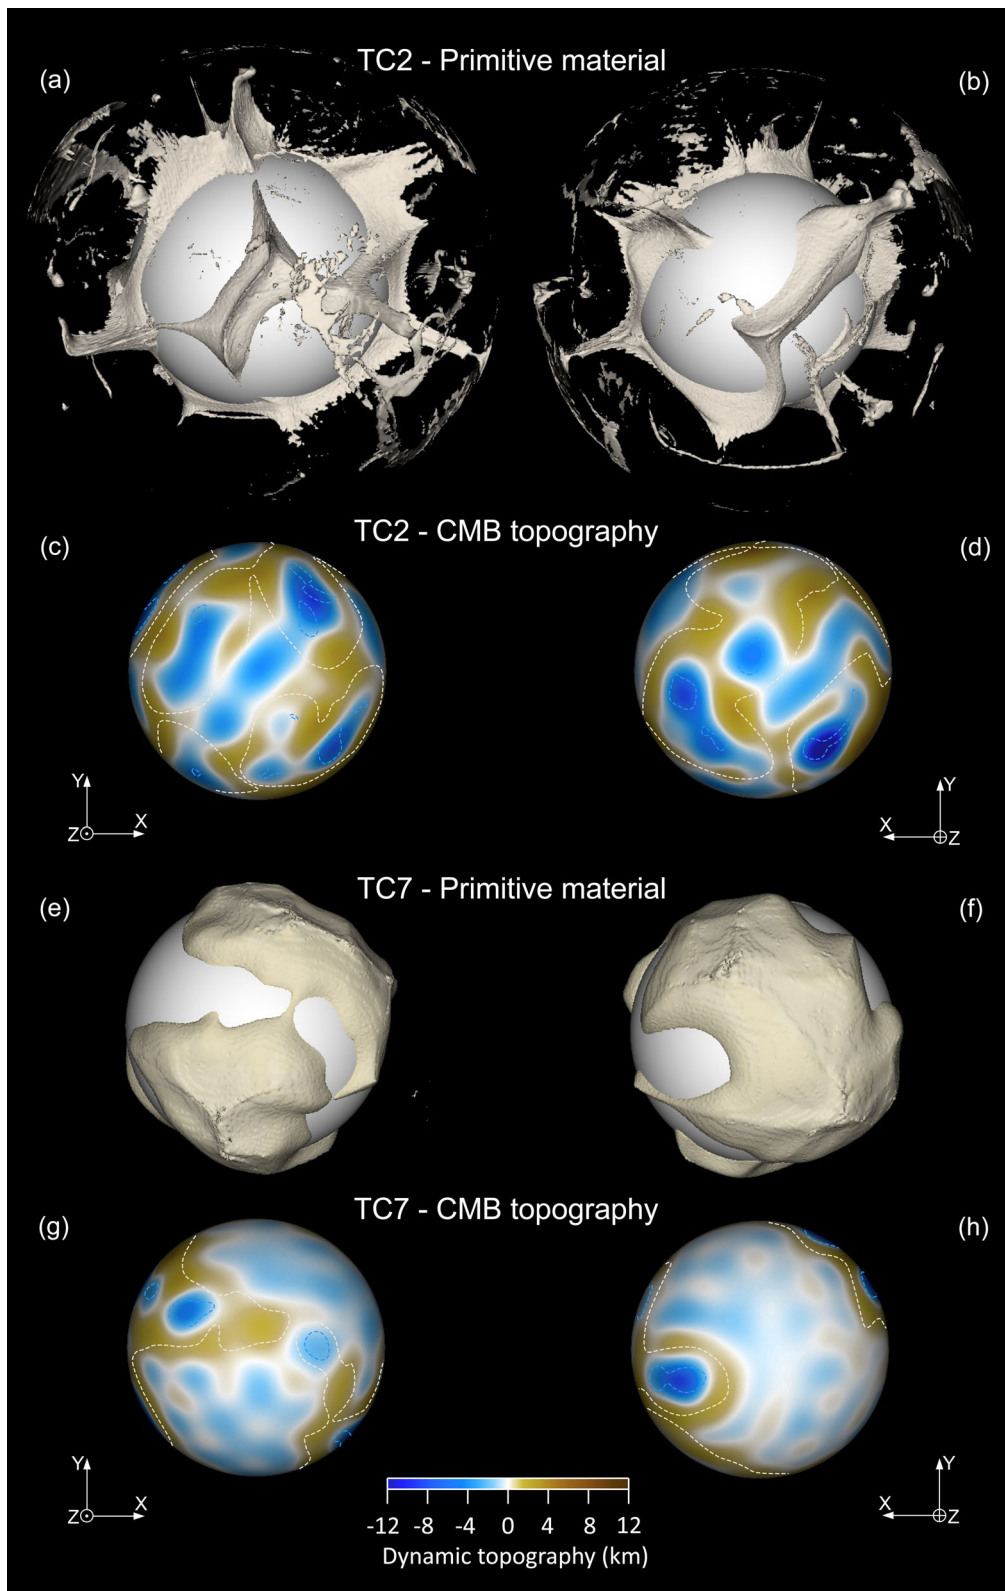 TC2 - Primitive material
(a)
(b)
TC2 - CMB topography
(c)
(d)
Y
X
Z
Y
X
Z
TC7 - Primitive material
(e)
(f)
TC7 - CMB topography
(g)
(h)
Y
X
Z
Y
X
Z
-12 -8 -4 0 4 8 12
Dynamic topography (km)